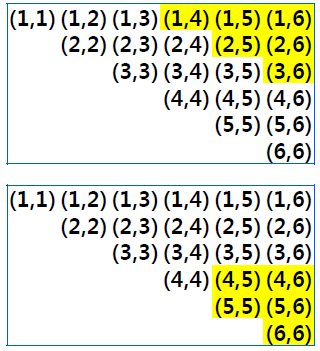 (1,1) (1,2) (1,3) (1,4) (1,5) (1,6)
(2,2) (2,3) (2,4) (2,5) (2,6)
(3,3) (3,4) (3,5) (3,6)
(4,4) (4,5) (4,6)
(5,5) (5,6)
(6,6)
(1,1) (1,2) (1,3) (1,4) (1,5) (1,6)
(2,2) (2,3) (2,4) (2,5) (2,6)
(3,3) (3,4) (3,5) (3,6)
(4,4) (4,5) (4,6)
(5,5) (5,6)
(6,6)